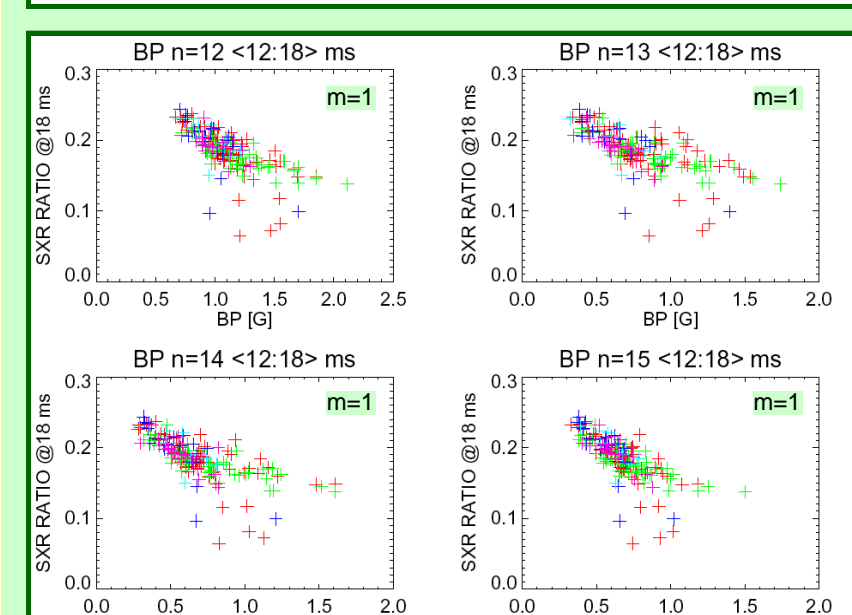 BP n=12 <12:18> ms
BP n=13 <12:18> ms
0.3
m=1
0.3
m=1
SXR RATIO @18 ms
0.2
SXR RATIO @18 ms
0.2
0.1
0.1
0.0
0.0
0.0 0.5 1.0 1.5 2.0 2.5
0.0 0.5 1.0 1.5 2.0
BP [G]
BP [G]
BP n=14 <12:18> ms
BP n=15 <12:18> ms
0.3
m=1
0.3
m=1
SXR RATIO @18 ms
0.2
SXR RATIO @18 ms
0.2
0.1
0.1
0.0
0.0
0.0 0.5 1.0 1.5 2.0
0.0 0.5 1.0 1.5 2.0